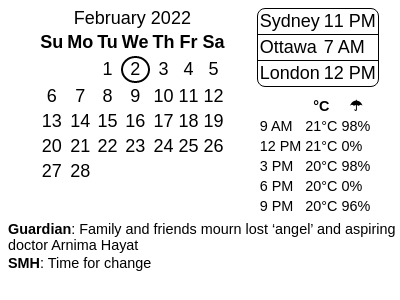 February 2022
Su Mo Tu We Th Fr Sa
1 2 3 4 5
6 7 8 9 10 11 12
13 14 15 16 17 18 19
20 21 22 23 24 25 26
27 28
Sydney 11 PM
Ottawa 7 AM
London 12 PM
°C ☂
9 AM 21°C 98%
12 PM 21°C 0%
3 PM 20°C 98%
6 PM 20°C 0%
9 PM 20°C 96%
Guardian: Family and friends mourn lost ‘angel’ and aspiring
doctor Arnima Hayat
SMH: Time for change